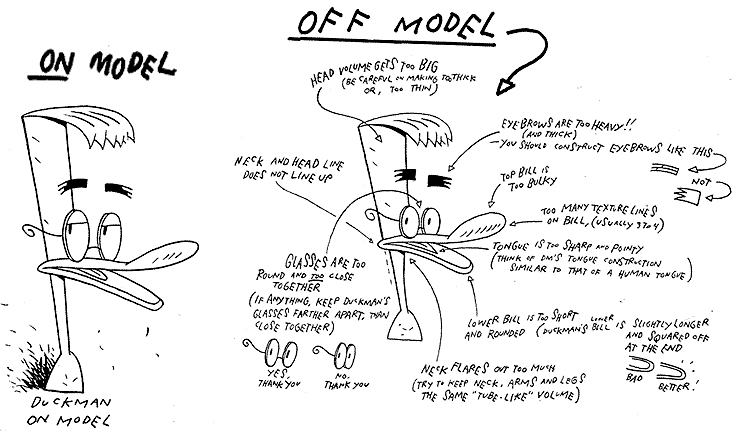 ON MODEL
DUCKMAN
ON MODEL
OFF MODEL
HEAD VOLUME GETS TOO BIG
(BE CAREFUL ON MAKING TO THICK
OR, TOO THIN)
EYEBROWS ARE TOO HEAVY!!
(AND THICK)
YOU SHOULD CONSTRUCT EYEBROWS LIKE THIS
NOT
NECK AND HEAD LINE
DOES NOT LINE UP
TOP BILL IS
TOO BULKY
TOO MANY TEXTURE LINES
ON BILL, (USUALLY 3 TO 4)
TONGUE IS TOO SHARP AND POINTY
(THINK OF DM'S TONGUE CONSTRUCTION
SIMILAR TO THAT OF A HUMAN TONGUE)
GLASSES ARE TOO
ROUND AND TOO CLOSE
TOGETHER
(IF ANYTHING, KEEP DUCKMAN'S
GLASSES FARTHER APART, THAN
CLOSE TOGETHER)
YES,
THANK YOU
NO,
THANK YOU
LOWER BILL IS TOO SHORT
AND ROUNDED (DUCKMAN'S LOWER BILL IS SLIGHTLY LONGER
AND SQUARED OFF
AT THE END
BAD
BETTER!
NECK FLARES OUT TOO MUCH
(TRY TO KEEP NECK, ARMS AND LEGS
THE SAME "TUBE-LIKE" VOLUME)